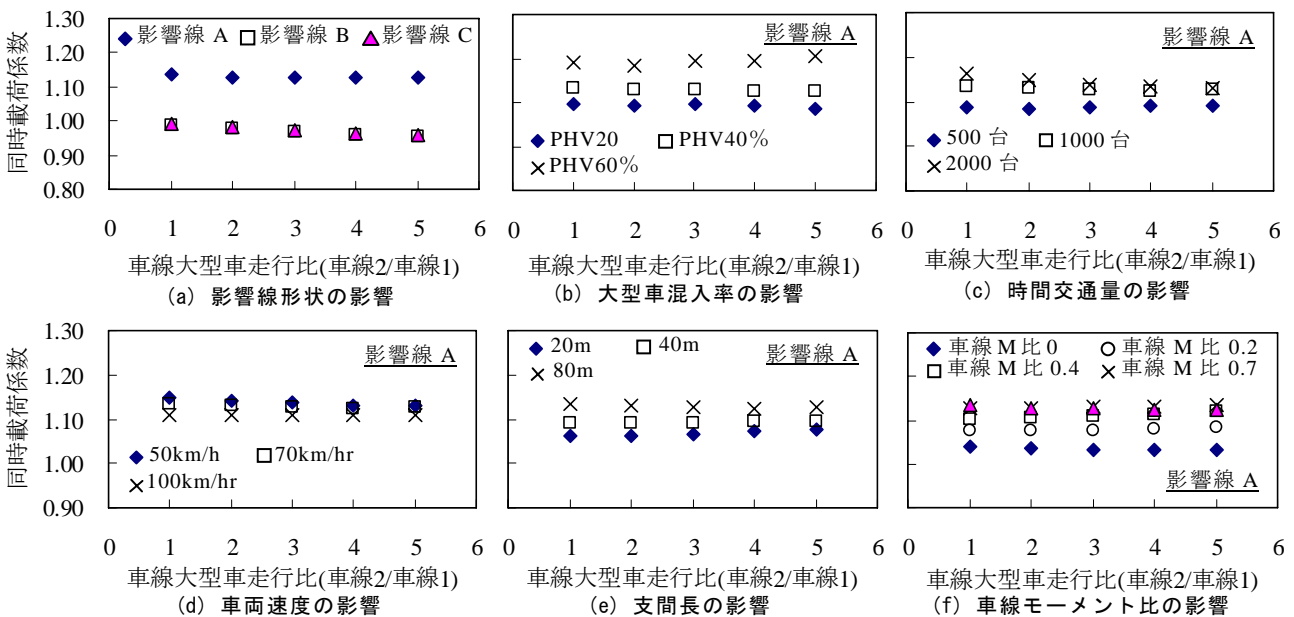 同時載荷係数
1.30
1.20
1.10
1.00
0.90
0.80
影響線 A 影響線 B 影響線 C
0 1 2 3 4 5 6
車線大型車走行比(車線2/車線1)
(a) 影響線形状の影響
影響線 A
PHV20 PHV40%
PHV60%
0 1 2 3 4 5 6
車線大型車走行比(車線2/車線1)
(b) 大型車混入率の影響
影響線 A
500 台 1000 台
2000 台
0 1 2 3 4 5 6
車線大型車走行比(車線2/車線1)
(c) 時間交通量の影響
同時載荷係数
1.30
1.20
1.10
1.00
0.90
影響線 A
50km/h 70km/hr
100km/hr
0 1 2 3 4 5 6
車線大型車走行比(車線2/車線1)
(d) 車両速度の影響
20m 40m
80m
影響線 A
0 1 2 3 4 5 6
車線大型車走行比(車線2/車線1)
(e) 支間長の影響
車線 M 比 0 車線 M 比 0.2
車線 M 比 0.4 車線 M 比 0.7
影響線 A
0 1 2 3 4 5 6
車線大型車走行比(車線2/車線1)
(f) 車線モーメント比の影響